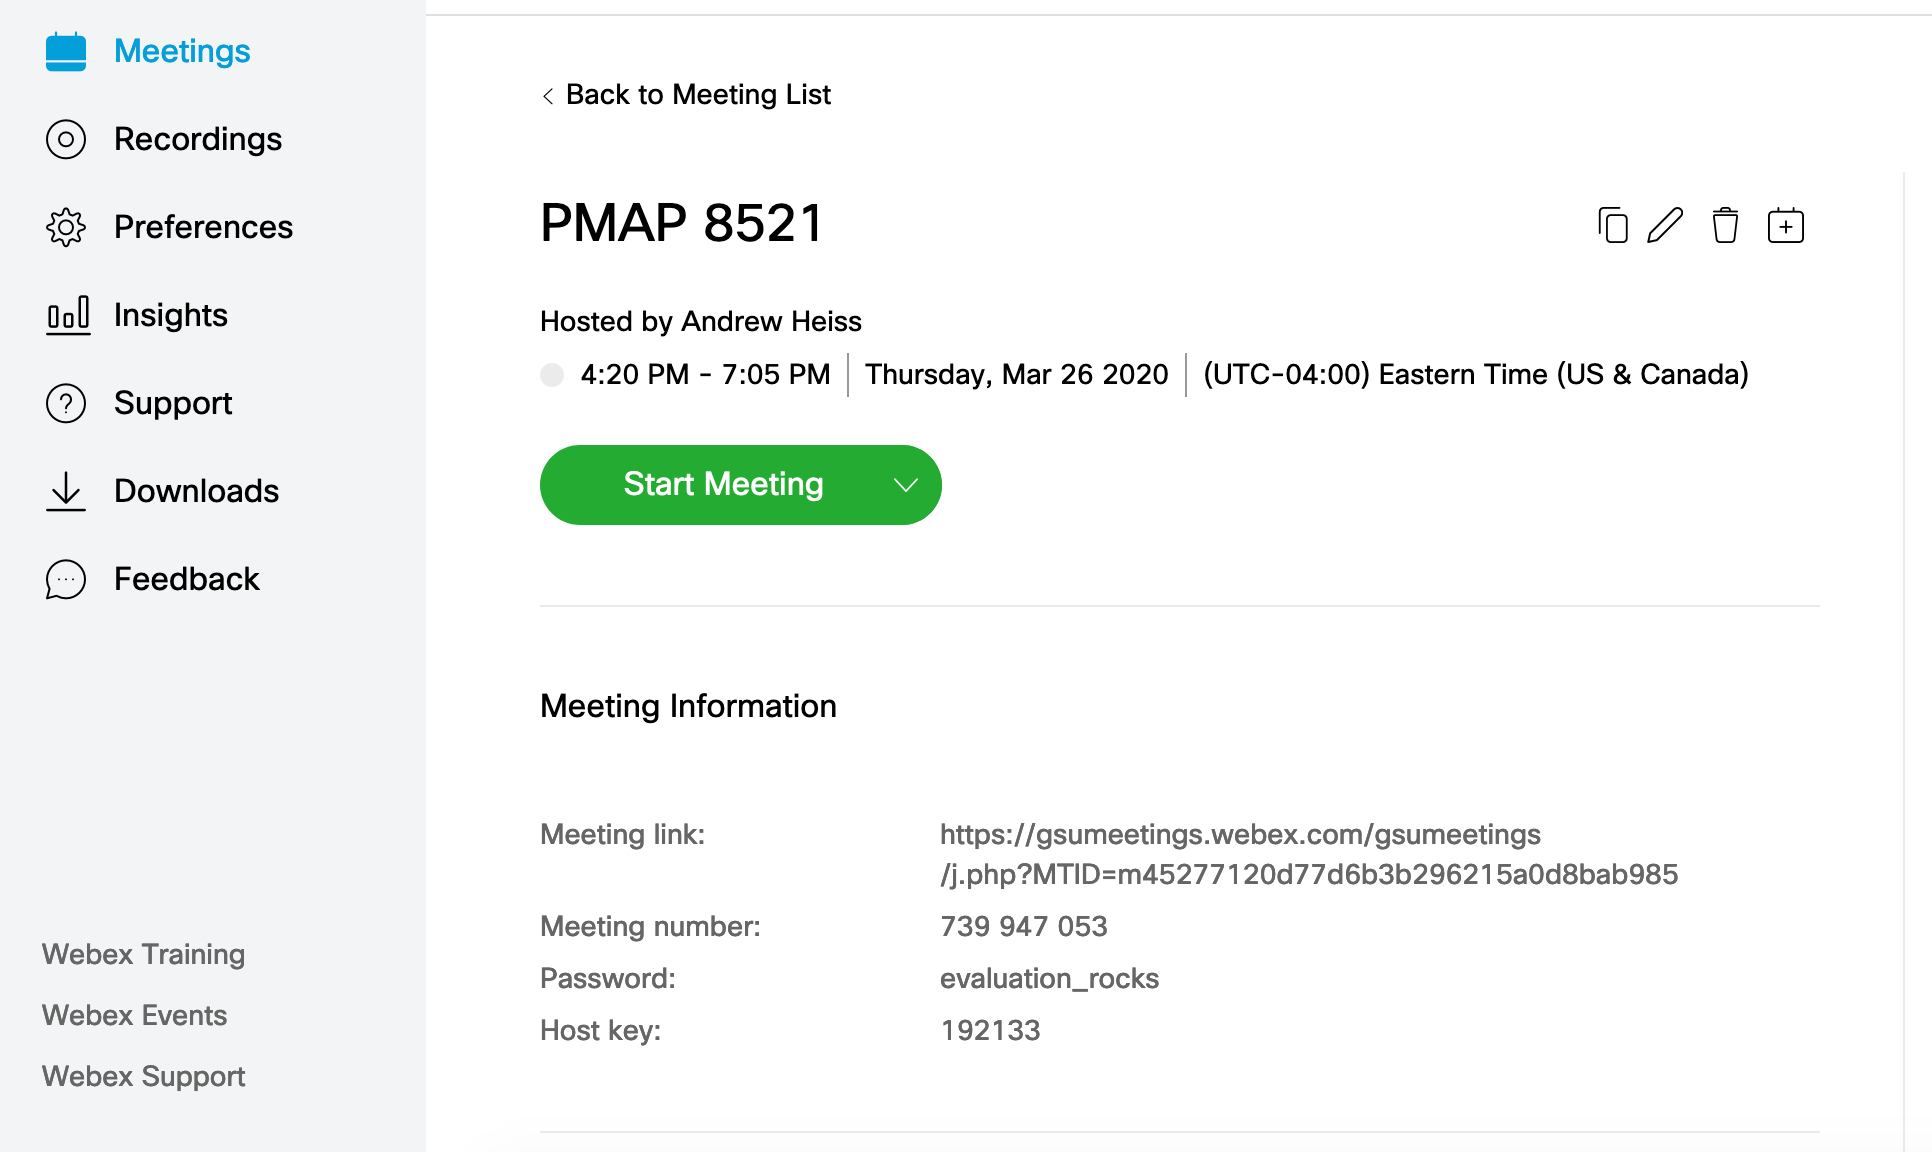 Meetings
Recordings
Preferences
Insights
Support
Downloads
Feedback
Webex Training
Webex Events
Webex Support
Back to Meeting List
PMAP 8521
Hosted by Andrew Heiss
4:20 PM - 7:05 PM | Thursday, Mar 26 2020 | (UTC-04:00) Eastern Time (US & Canada)
Start Meeting
Meeting Information
Meeting link: https://gsumeetings.webex.com/gsumeetings
/j.php?MTID=m45277120d77d6b3b296215a0d8bab985
Meeting number: 739 947 053
Password: evaluation_rocks
Host key: 192133